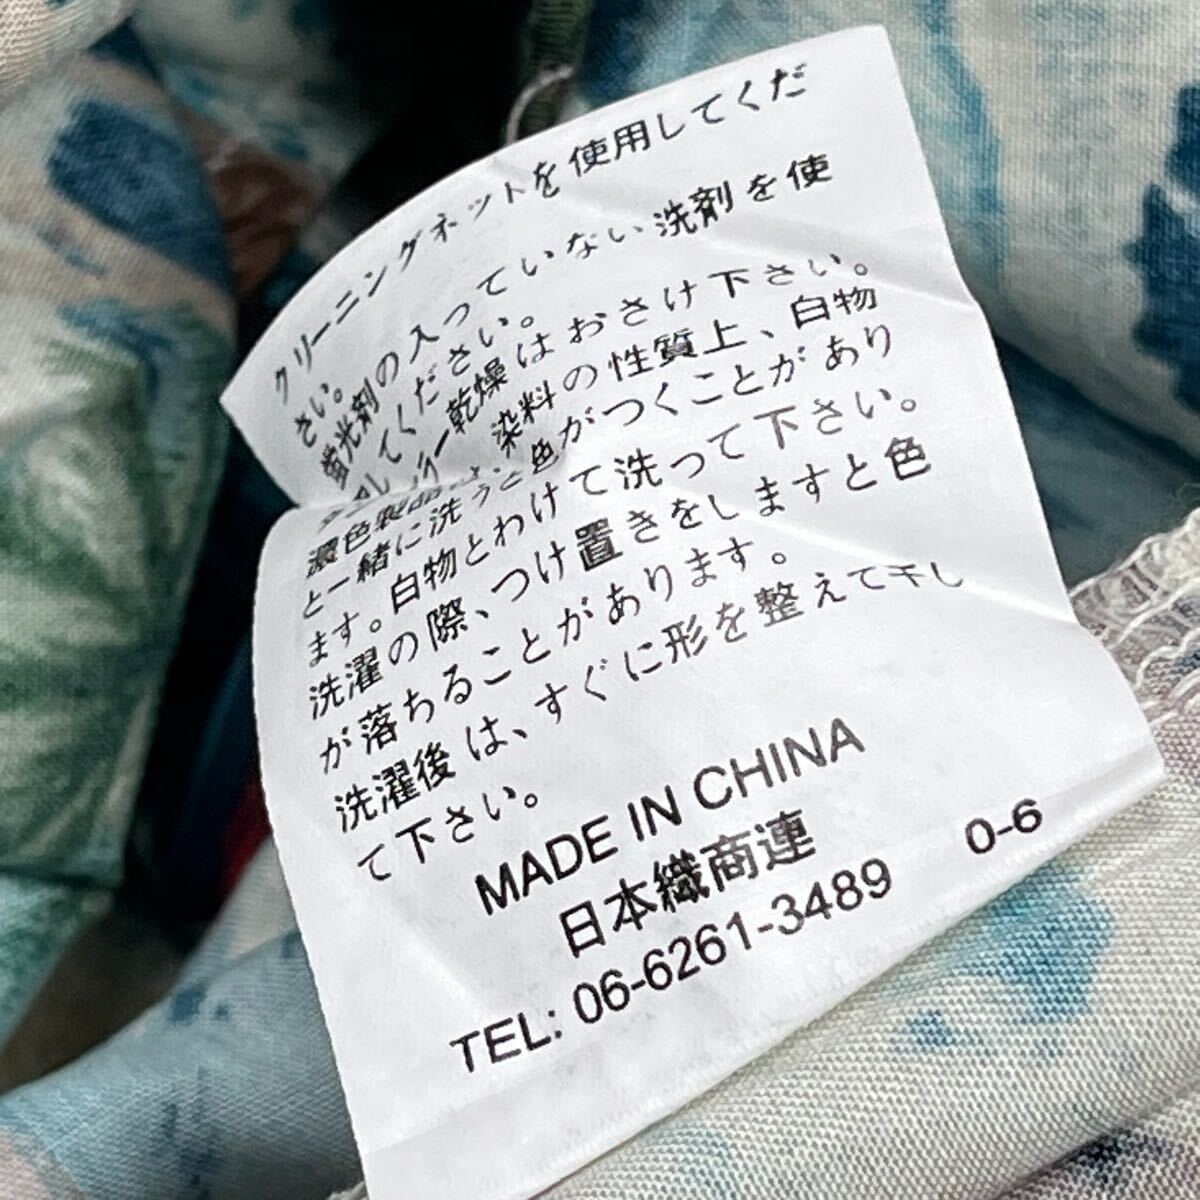 クリーニングネットを使用してくだ
さい。
蛍光剤の入っていない洗剤を使
用してください。
タンブラー乾燥はおさけ下さい。
濃色製品は、染料の性質上、白物
と一緒に洗うと色がつくことがあり
ます。白物とわけて洗って下さい。
洗濯の際、つけ置きをしますと色
が落ちることがあります。
洗濯後は、すぐに形を整えて干し
て下さい。
MADE IN CHINA
日本織商連 0-6
TEL: 06-6261-3489